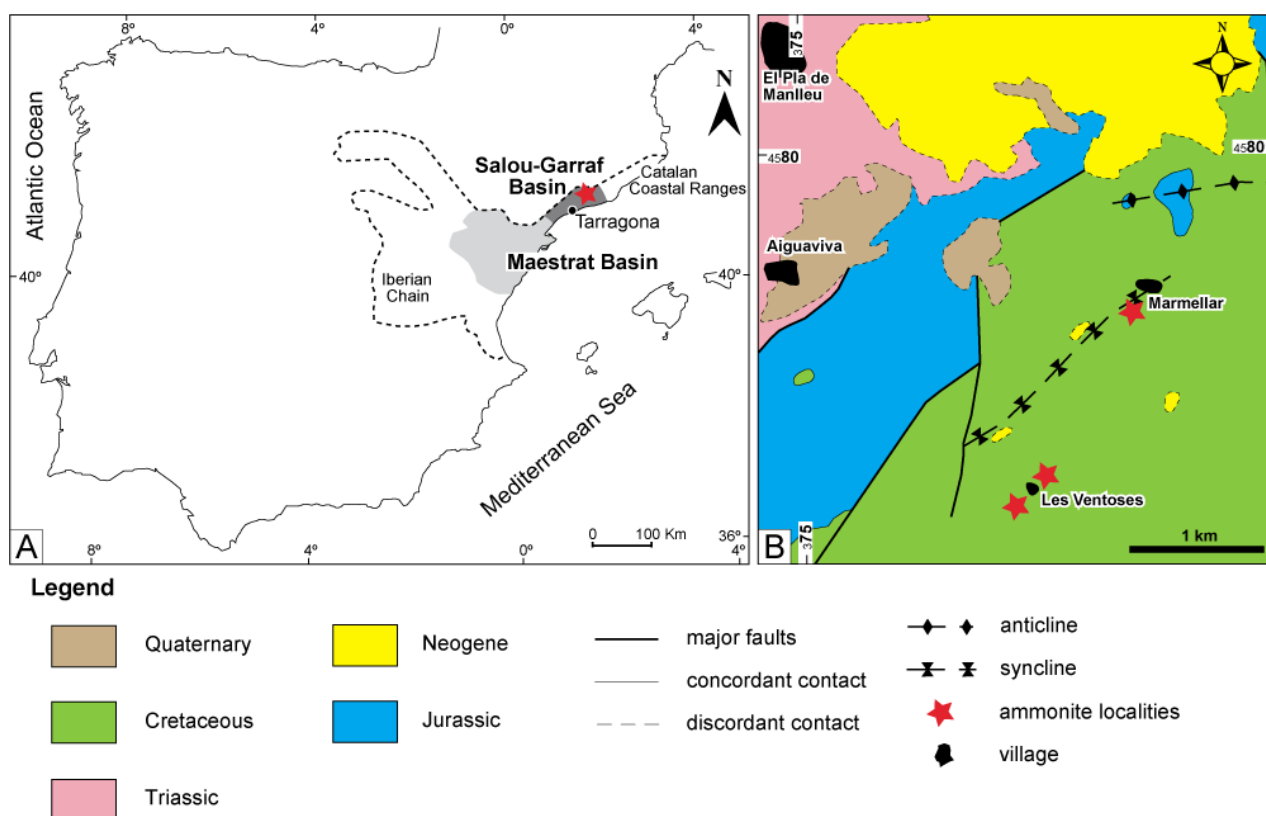 8º
4º
0º
4º
N
Atlantic Ocean
Salou-Garraf
Basin
Catalan
Coastal Ranges
Tarragona
Maestrat Basin
Iberian
Chain
40º
40º
Mediterranean Sea
0
100 Km
36º
A
8º
4º
0º
4º
375
N
El Pla de
Manlleu
4580
4580
Aiguaviva
Marmellar
Les Ventoses
375
1 km
B
Legend
Quaternary
Cretaceous
Triassic
Neogene
Jurassic
major faults
concordant contact
discordant contact
anticline
syncline
ammonite localities
village